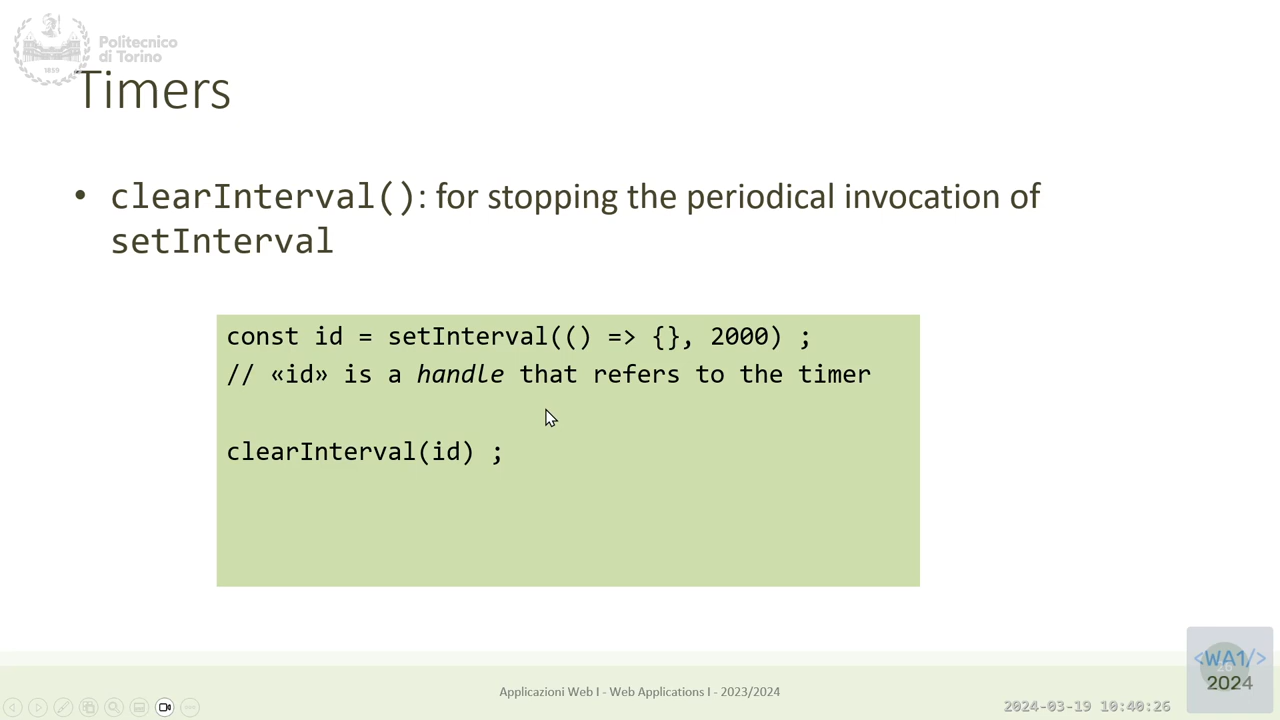 Politecnico
di Torino
1859
Timers
• clearInterval(): for stopping the periodical invocation of
setInterval
const id = setInterval(() => {}, 2000) ;
// «id» is a handle that refers to the timer
clearInterval(id) ;
<WA1/>
2024
Applicazioni Web I - Web Applications I - 2023/2024
2024-03-19 10:40:26